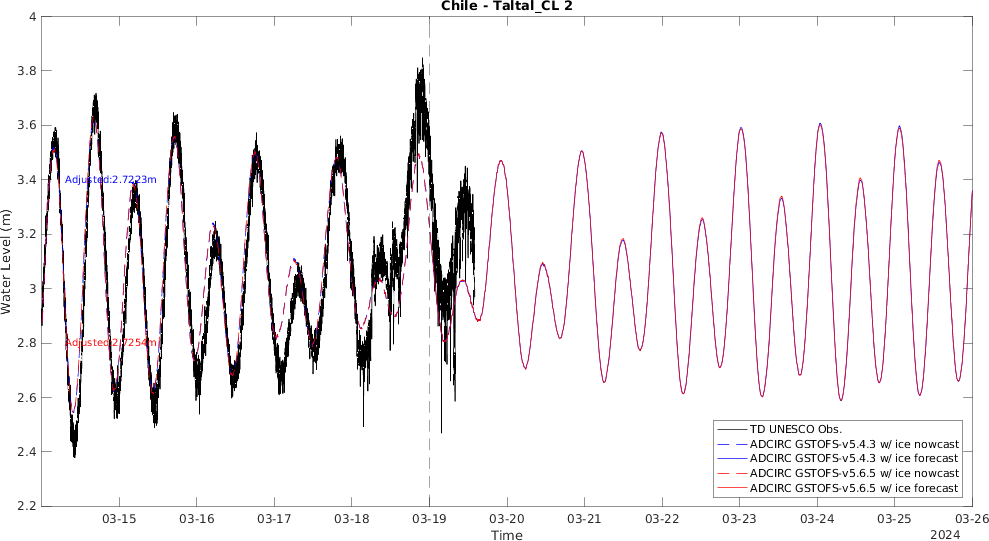 Chile - Taltal_CL 2
4
3.8
3.6
3.4
3.2
3
2.8
2.6
2.4
2.2
Water Level (m)
Adjusted:2.7223m
Adjusted:2.7254m
TD UNESCO Obs.
ADCIRC GSTOFS-v5.4.3 w/ ice nowcast
ADCIRC GSTOFS-v5.4.3 w/ ice forecast
ADCIRC GSTOFS-v5.6.5 w/ ice nowcast
ADCIRC GSTOFS-v5.6.5 w/ ice forecast
03-15 03-16 03-17 03-18 03-19 03-20 03-21 03-22 03-23 03-24 03-25 03-26
Time
2024